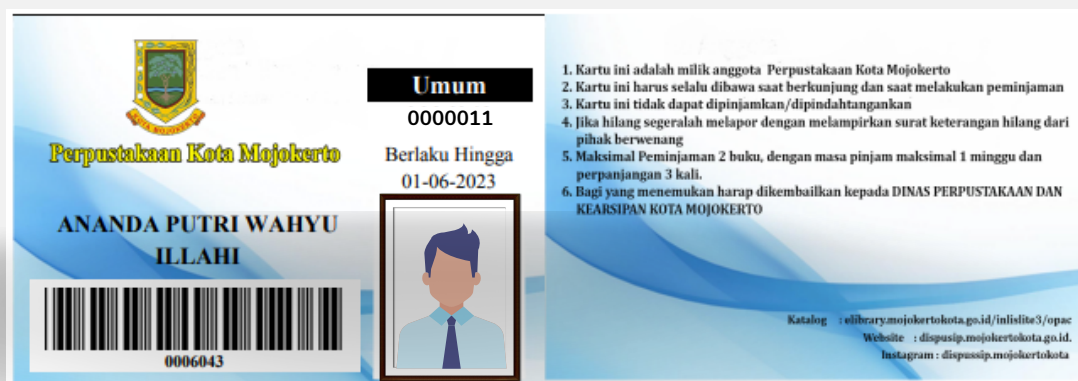 KOTA MOJOKERTO
Perpustakaan Kota Mojokerto
Umum
0000011
Berlaku Hingga
01-06-2023
ANANDA PUTRI WAHYU
ILLAHI
0006043
1. Kartu ini adalah milik anggota Perpustakaan Kota Mojokerto
2. Kartu ini harus selalu dibawa saat berkunjung dan saat melakukan peminjaman
3. Kartu ini tidak dapat dipinjamkan/dipindahtangankan
4. Jika hilang segeralah melapor dengan melampirkan surat keterangan hilang dari
pihak berwenang
5. Maksimal Peminjaman 2 buku, dengan masa pinjam maksimal 1 minggu dan
perpanjangan 3 kali.
6. Bagi yang menemukan harap dikembailkan kepada DINAS PERPUSTAKAAN DAN
KEARSIPAN KOTA MOJOKERTO
Katalog : elibrary.mojokertokota.go.id/inlislite3/opac
Website : dispusip.mojokertokota.go.id.
Instagram : dispussip.mojokertokota